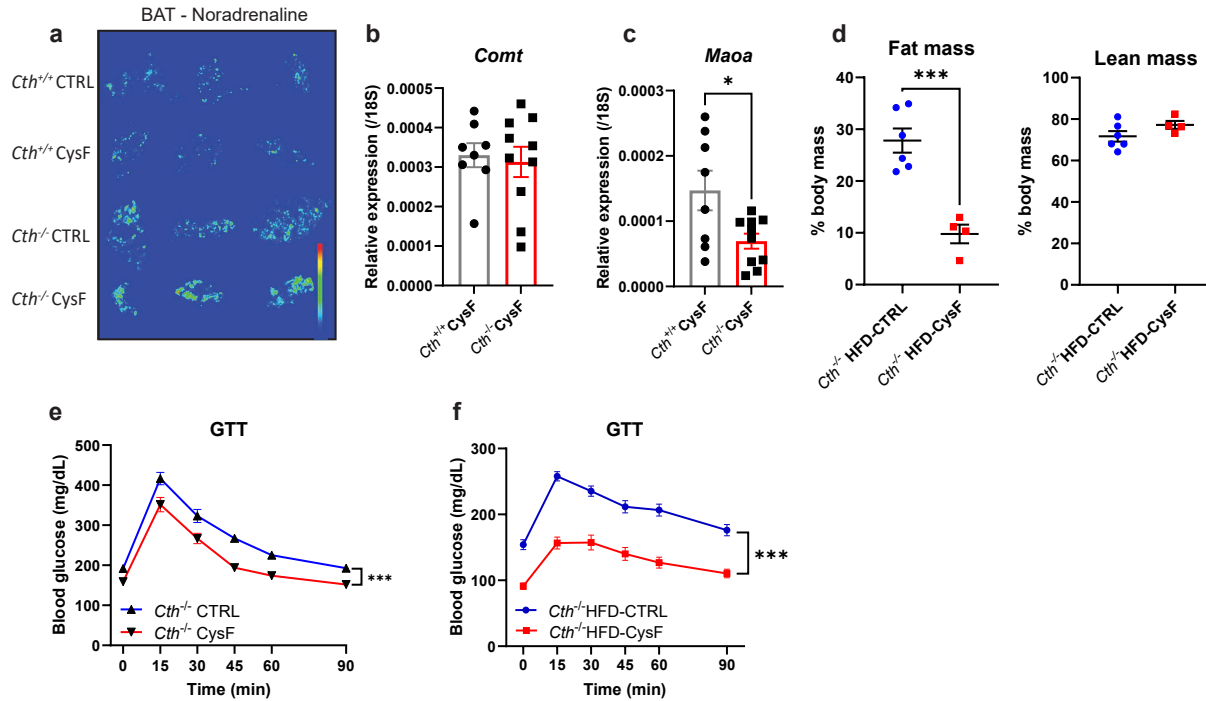 BAT - Noradrenaline
a
Cth+/+ CTRL
Cth+/+ CysF
Cth-/- CTRL
Cth-/- CysF
b
Comt
Relative expression (/18S)
0.0005
0.0004
0.0003
0.0002
0.0001
0.0000
Cth+/+ CysF
Cth-/- CysF
c
Maoa
*
Relative expression (/18S)
0.0003
0.0002
0.0001
0.0000
Cth+/+ CysF
Cth-/- CysF
d
Fat mass
***
% body mass
40
30
20
10
0
Cth-/- HFD-CTRL
Cth-/- HFD-CysF
Lean mass
% body mass
100
80
60
40
20
0
Cth-/- HFD-CTRL
Cth-/- HFD-CysF
e
GTT
Blood glucose (mg/dL)
500
400
300
200
100
0
***
Cth-/- CTRL
Cth-/- CysF
0 15 30 45 60 90
Time (min)
f
GTT
Blood glucose (mg/dL)
300
200
100
0
***
Cth-/- HFD-CTRL
Cth-/- HFD-CysF
0 15 30 45 60 90
Time (min)